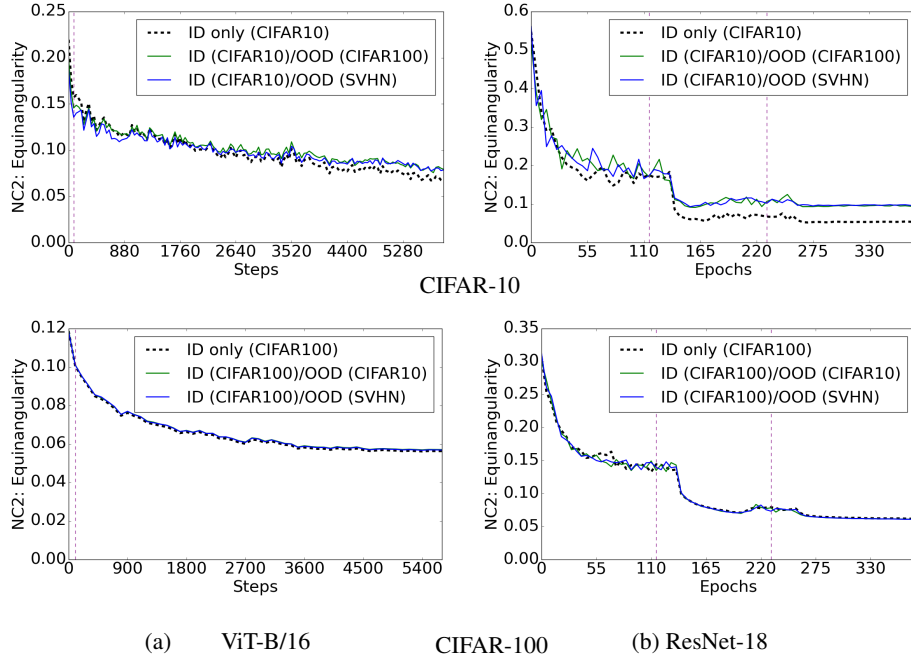 NC2: Equinangularity
0.25
0.20
0.15
0.10
0.05
0.00
ID only (CIFAR10)
ID (CIFAR10)/OOD (CIFAR100)
ID (CIFAR10)/OOD (SVHN)
0 880 1760 2640 3520 4400 5280
Steps
NC2: Equinangularity
0.6
0.5
0.4
0.3
0.2
0.1
0.0
ID only (CIFAR10)
ID (CIFAR10)/OOD (CIFAR100)
ID (CIFAR10)/OOD (SVHN)
0 55 110 165 220 275 330
Epochs
CIFAR-10
NC2: Equinangularity
0.12
0.10
0.08
0.06
0.04
0.02
0.00
ID only (CIFAR100)
ID (CIFAR100)/OOD (CIFAR10)
ID (CIFAR100)/OOD (SVHN)
0 900 1800 2700 3600 4500 5400
Steps
NC2: Equinangularity
0.35
0.30
0.25
0.20
0.15
0.10
0.05
0.00
ID only (CIFAR100)
ID (CIFAR100)/OOD (CIFAR10)
ID (CIFAR100)/OOD (SVHN)
0 55 110 165 220 275 330
Epochs
(a) ViT-B/16
CIFAR-100
(b) ResNet-18